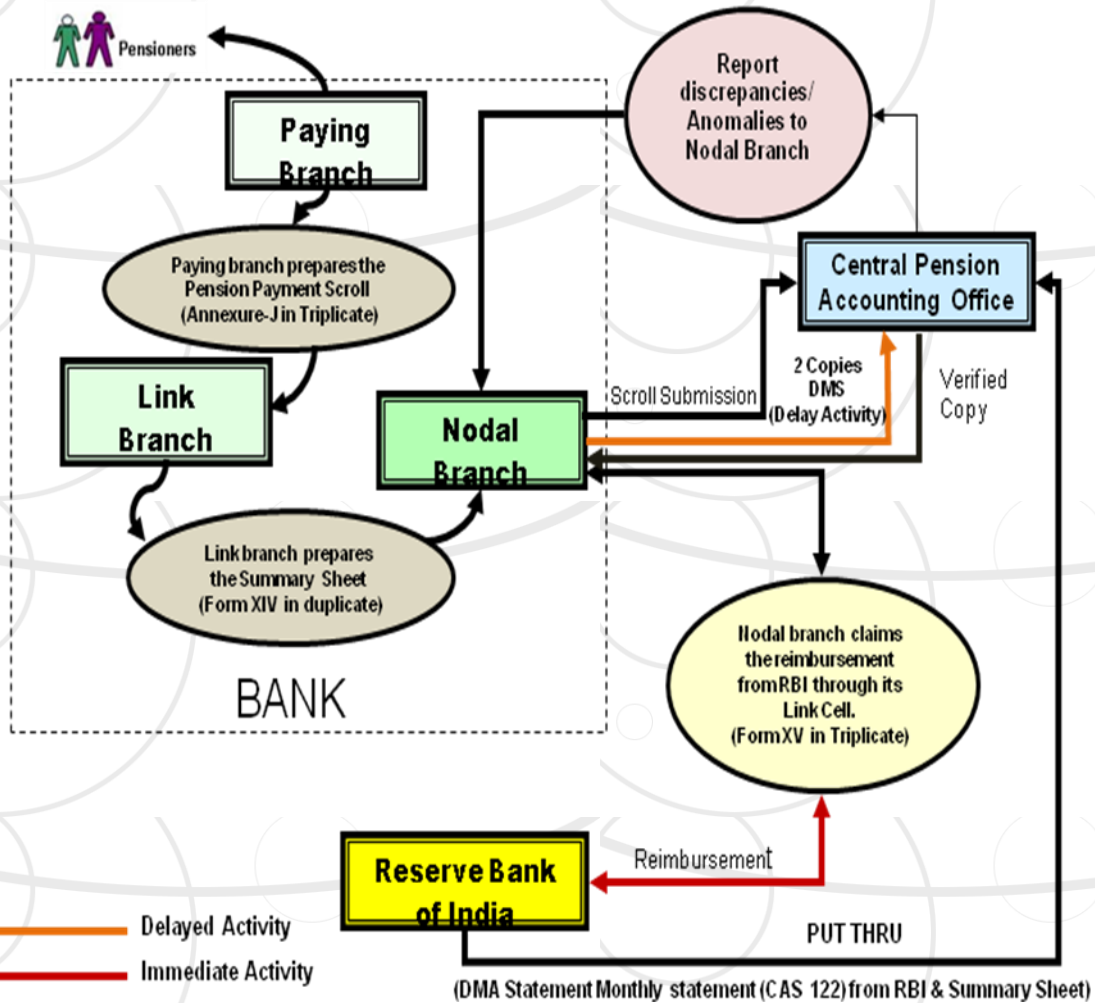 Pensioners
Paying
Branch
Report
discrepancies/
Anomalies to
Nodal Branch
Paying branch prepares the
Pension Payment Scroll
(Annexure-J in Triplicate)
Central Pension
Accounting Office
Link
Branch
Nodal
Branch
Scroll Submission
2 Copies
DMS
(Delay Activity)
Verified
Copy
Link branch prepares
the Summary Sheet
(Form XIV in duplicate)
BANK
Nodal branch claims
the reimbursement
from RBI through its
Link Cell.
(Form XV in Triplicate)
Reserve Bank
of India
Reimbursement
PUT THRU
Delayed Activity
Immediate Activity
(DMA Statement Monthly statement (CAS 122) from RBI & Summary Sheet)